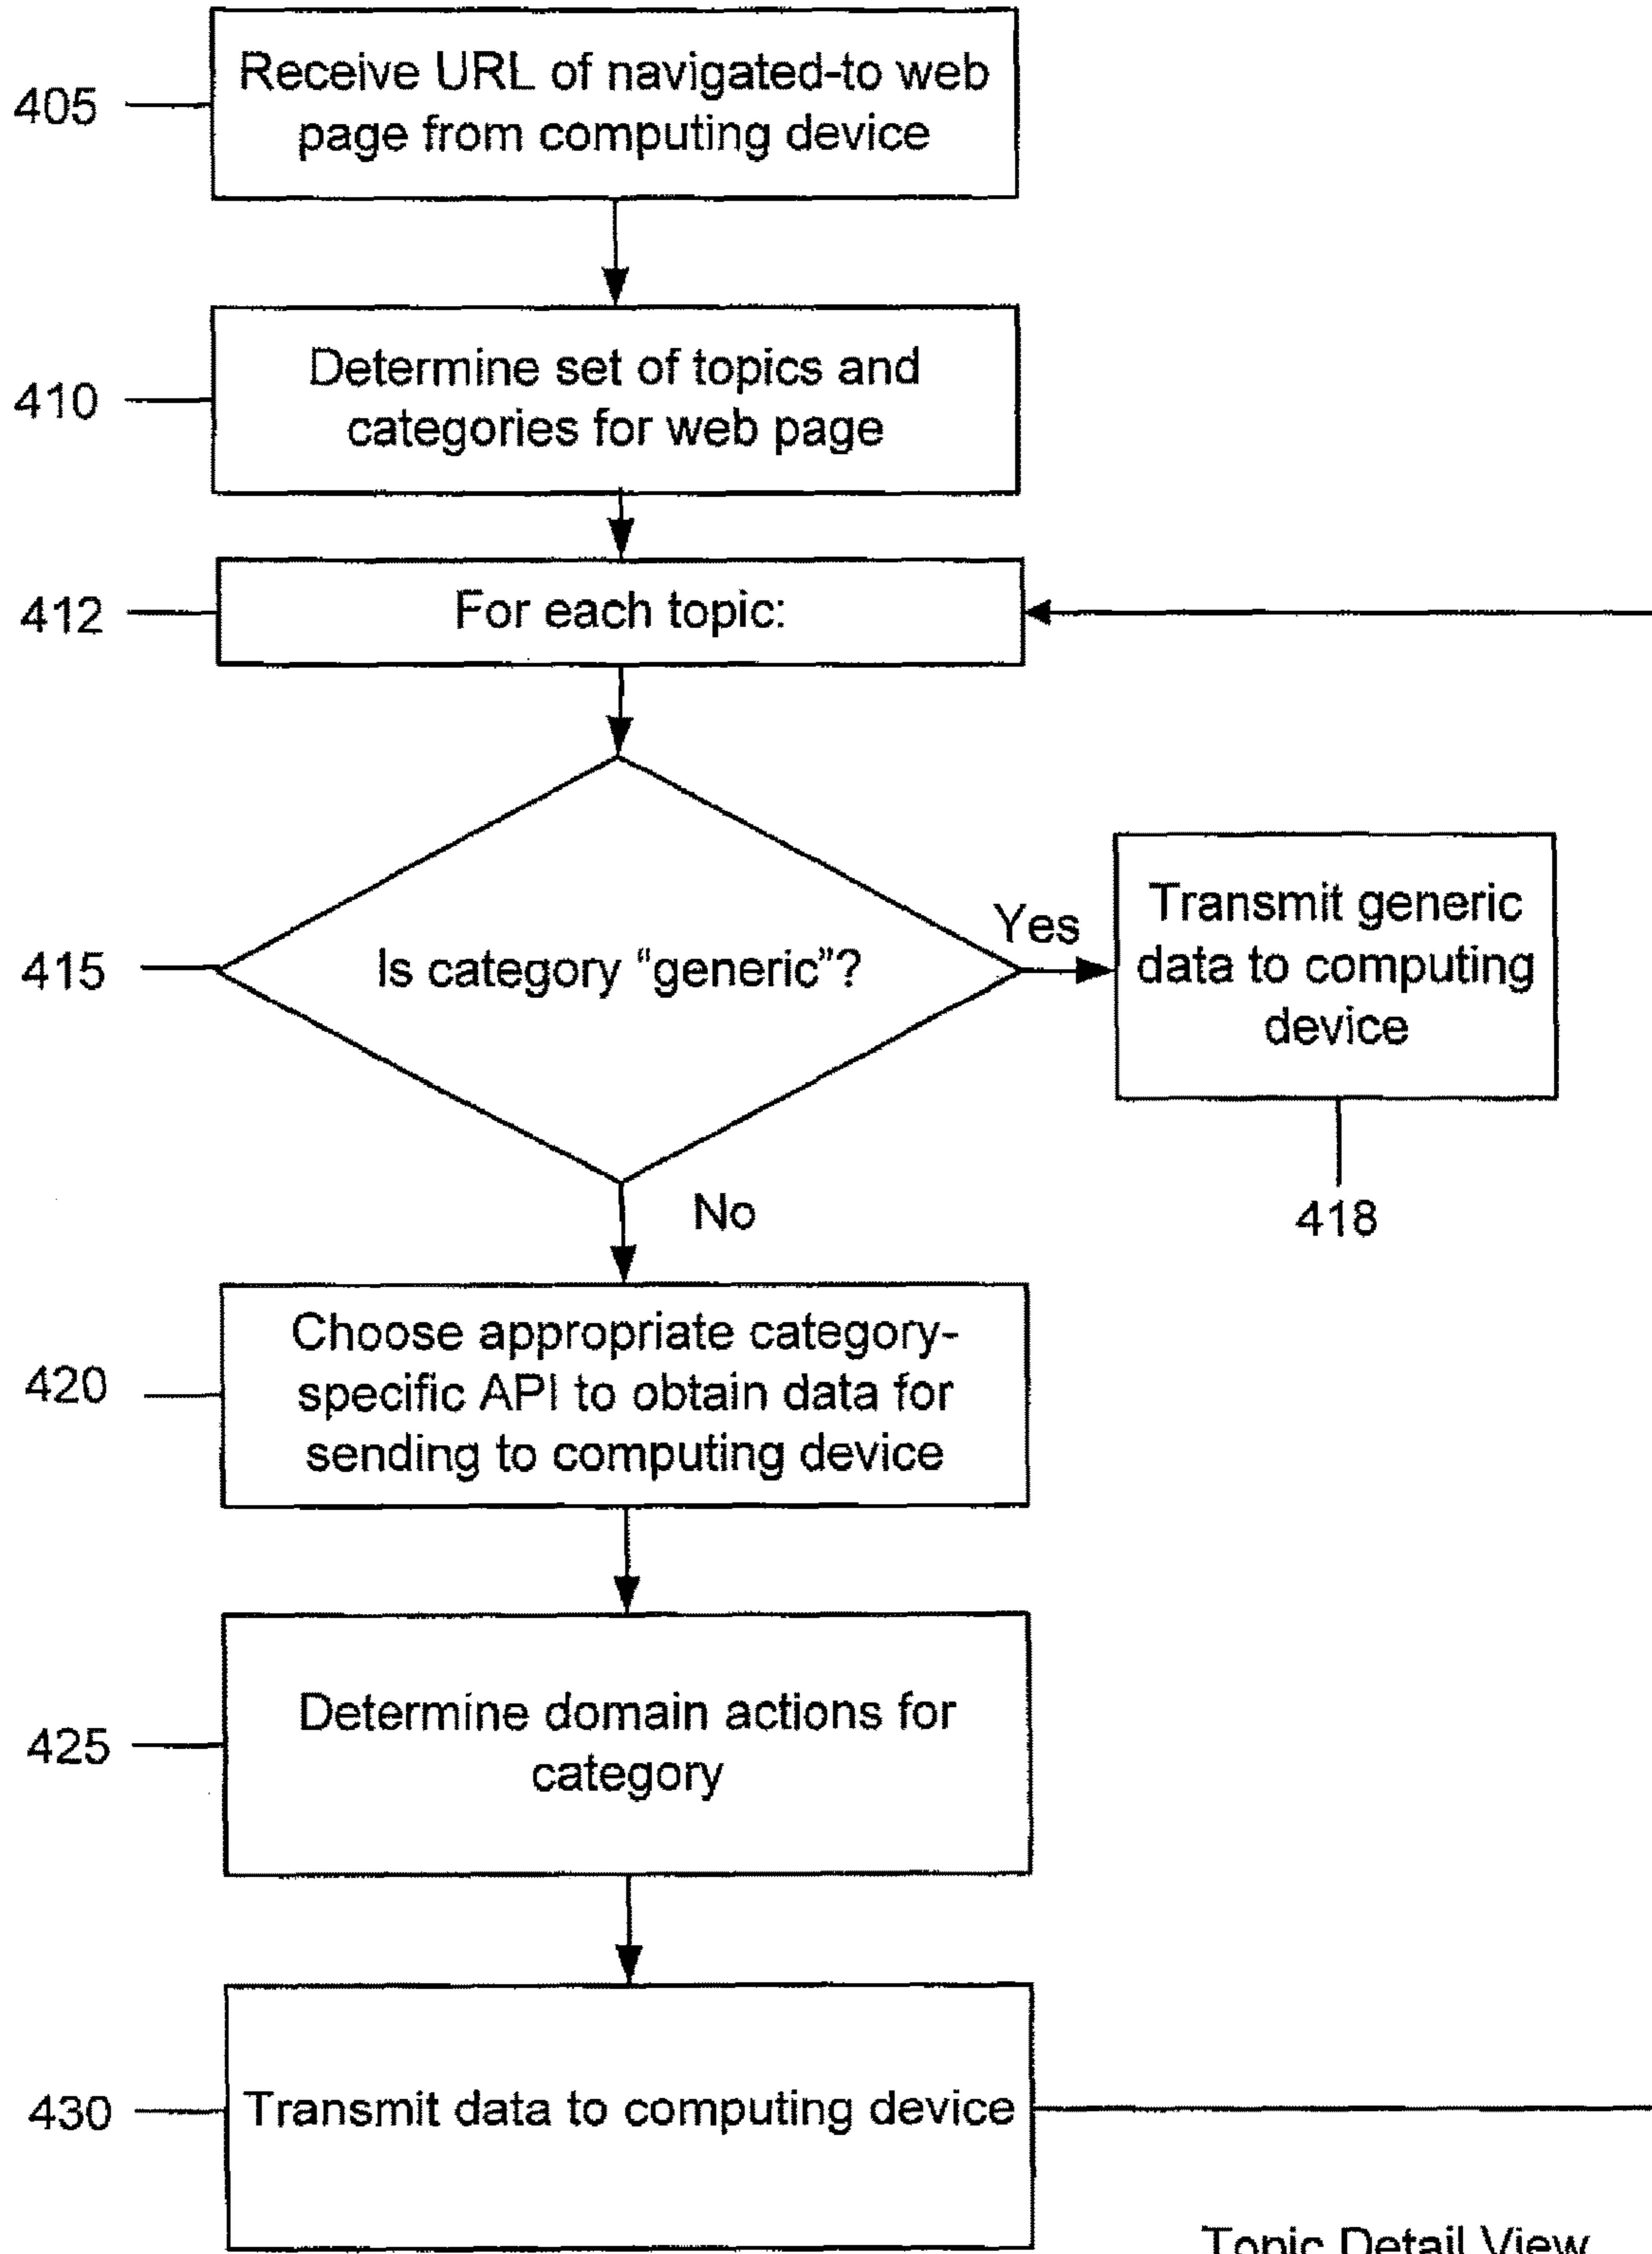 405
Receive URL of navigated-to web
page from computing device
410
Determine set of topics and
categories for web page
412
For each topic:
415
Is category “generic”?
Yes
Transmit generic
data to computing
device
418
No
420
Choose appropriate category-
specific API to obtain data for
sending to computing device
425
Determine domain actions for
category
430
Transmit data to computing device
Topic Detail View